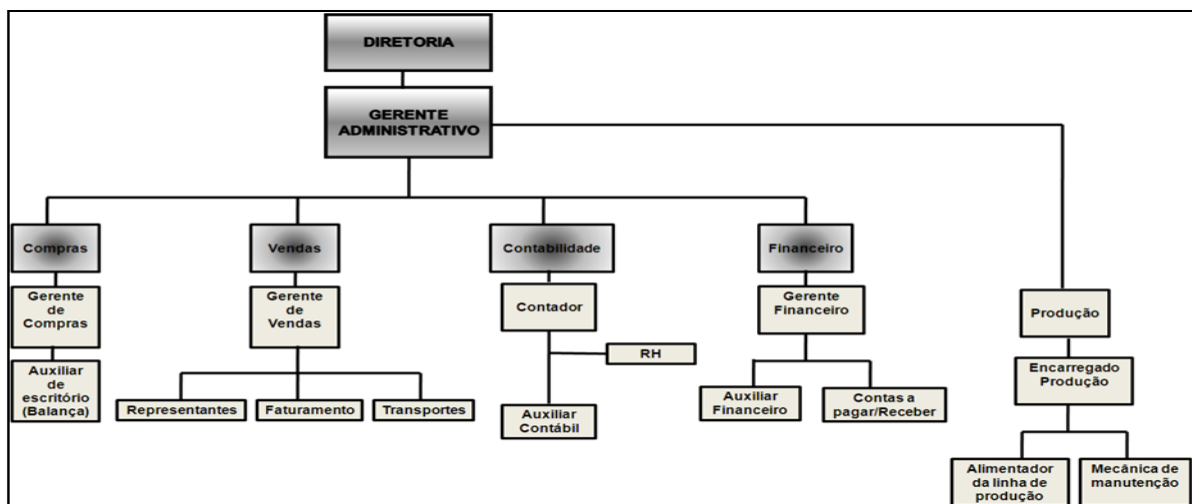 DIRETORIA
GERENTE
ADMINISTRATIVO
Compras
Vendas
Contabilidade
Financeiro
Gerente
de
Compras
Gerente
de
Vendas
Contador
Gerente
Financeiro
Produção
RH
Auxiliar
de
escritório
(Balança)
Representantes
Faturamento
Transportes
Auxiliar
Contábil
Auxiliar
Financeiro
Contas a
pagar/Receber
Encarregado
Produção
Alimentador
da linha de
produção
Mecânica de
manutenção